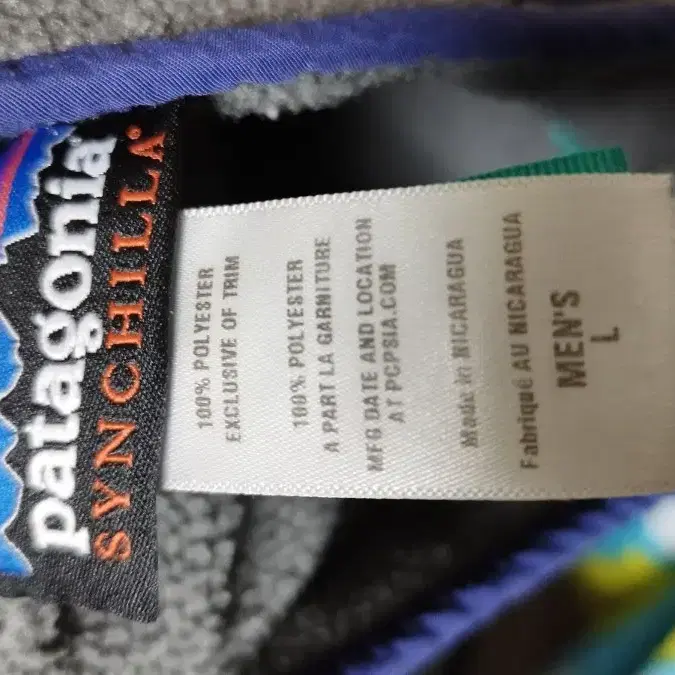 patagonia
SYNCHILLA®
100% POLYESTER
EXCLUSIVE OF TRIM
100% POLYESTER
A PART LA GARNITURE
MFG DATE AND LOCATION
AT PCPSIA.COM
Made in NICARAGUA
Fabriqué AU NICARAGUA
MEN'S
L